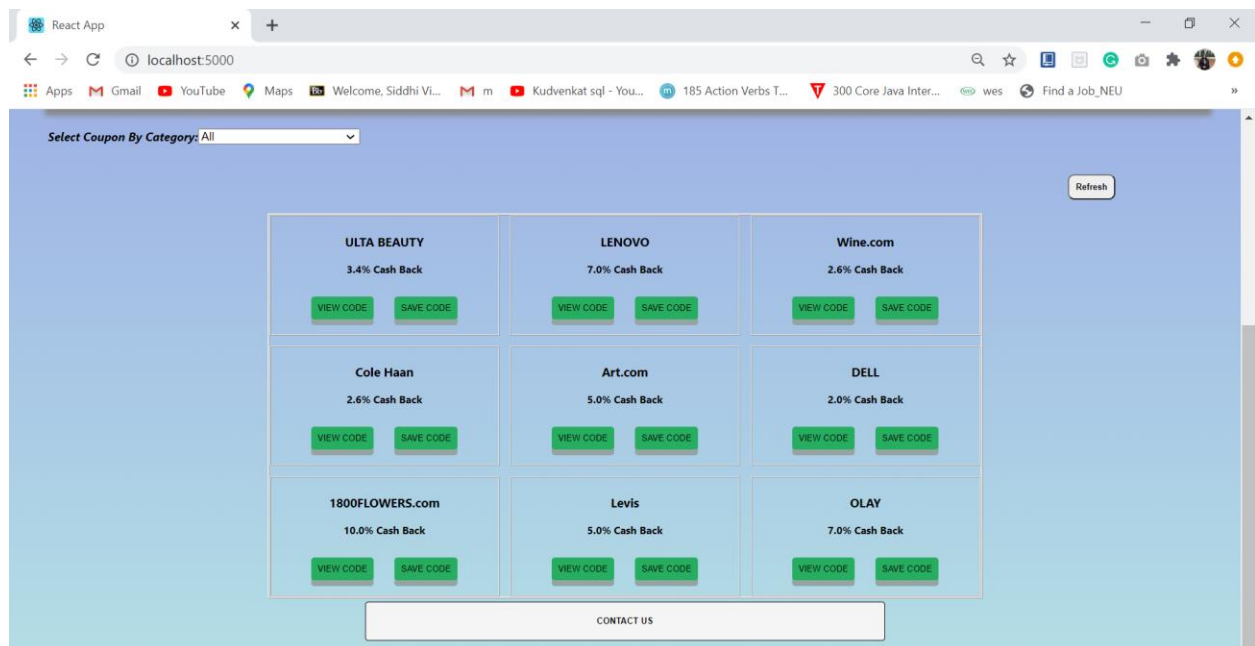 React App
localhost:5000
Apps Gmail YouTube Maps Welcome, Siddhi Vi... m Kudvenkat sql - You... 185 Action Verbs T... 300 Core Java Inter... wes Find a Job_NEU »
Select Coupon By Category: All
Refresh
ULTA BEAUTY LENOVO Wine.com
3.4% Cash Back 7.0% Cash Back 2.6% Cash Back
VIEW CODE SAVE CODE VIEW CODE SAVE CODE VIEW CODE SAVE CODE
Cole Haan Art.com DELL
2.6% Cash Back 5.0% Cash Back 2.0% Cash Back
VIEW CODE SAVE CODE VIEW CODE SAVE CODE VIEW CODE SAVE CODE
1800FLOWERS.com Levis OLAY
10.0% Cash Back 5.0% Cash Back 7.0% Cash Back
VIEW CODE SAVE CODE VIEW CODE SAVE CODE VIEW CODE SAVE CODE
CONTACT US